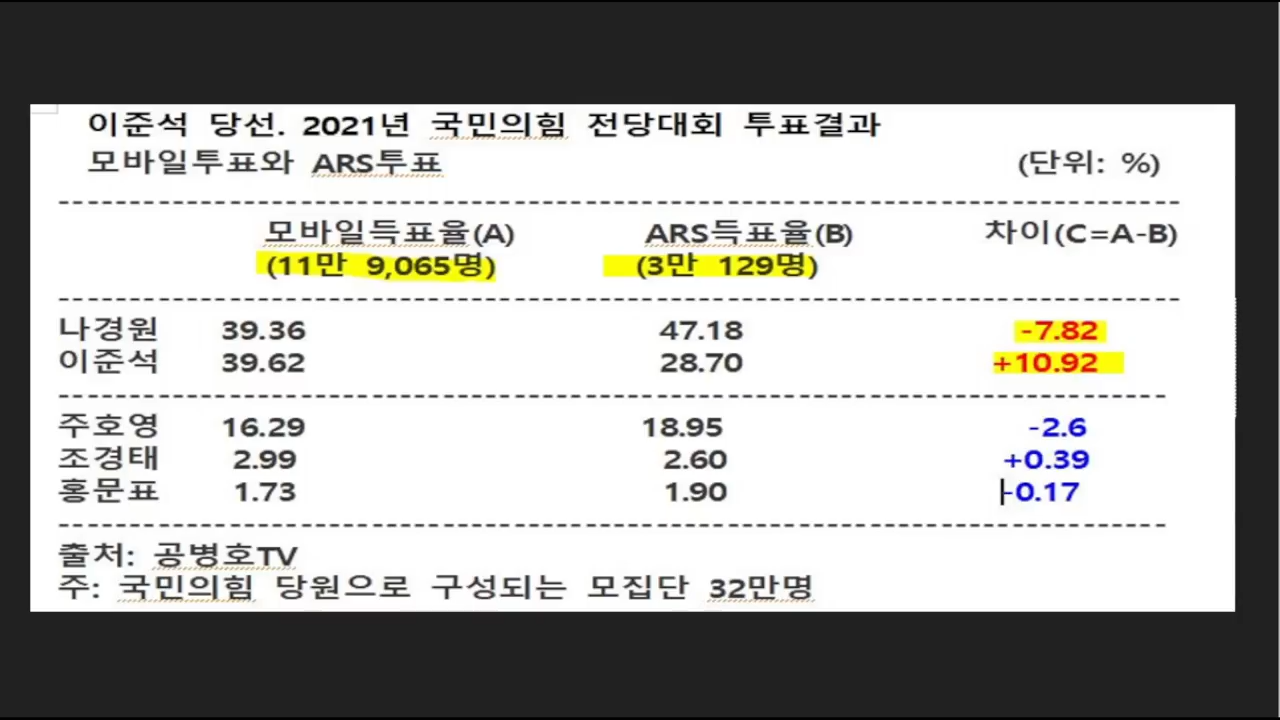 이준석 당선. 2021년 국민의힘 전당대회 투표결과
모바일투표와 ARS투표 (단위: %)
모바일득표율(A) ARS득표율(B) 차이(C=A-B)
(11만 9,065명) (3만 129명)
나경원 39.36 47.18 -7.82
이준석 39.62 28.70 +10.92
주호영 16.29 18.95 -2.6
조경태 2.99 2.60 +0.39
홍문표 1.73 1.90 -0.17
출처: 공병호TV
주: 국민의힘 당원으로 구성되는 모집단 32만명